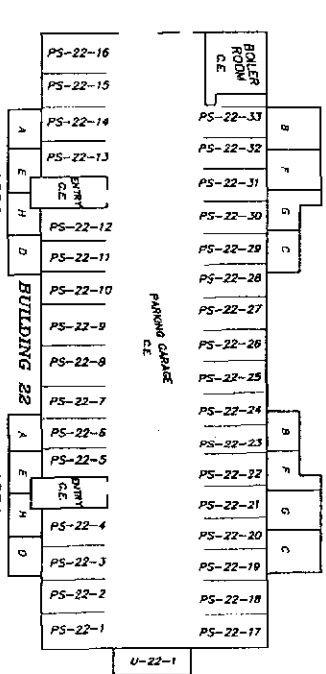 PS-22-16
BOILER
ROOM
C.E.
PS-22-15
PS-22-14
PS-22-33
A
B
PS-22-13
PS-22-32
E
F
ENTRY
C.E.
PS-22-31
H
G
PS-22-12
PS-22-30
D
C
PS-22-11
PS-22-29
PS-22-28
PS-22-10
PS-22-27
BUILDING 22
PARKING GARAGE
C.E.
PS-22-9
PS-22-26
PS-22-8
PS-22-25
PS-22-7
PS-22-24
A
PS-22-6
PS-22-23
B
PS-22-5
E
PS-22-22
F
ENTRY
C.E.
PS-22-21
G
H
PS-22-4
PS-22-20
D
PS-22-3
PS-22-19
C
PS-22-2
PS-22-18
PS-22-1
PS-22-17
U-22-1